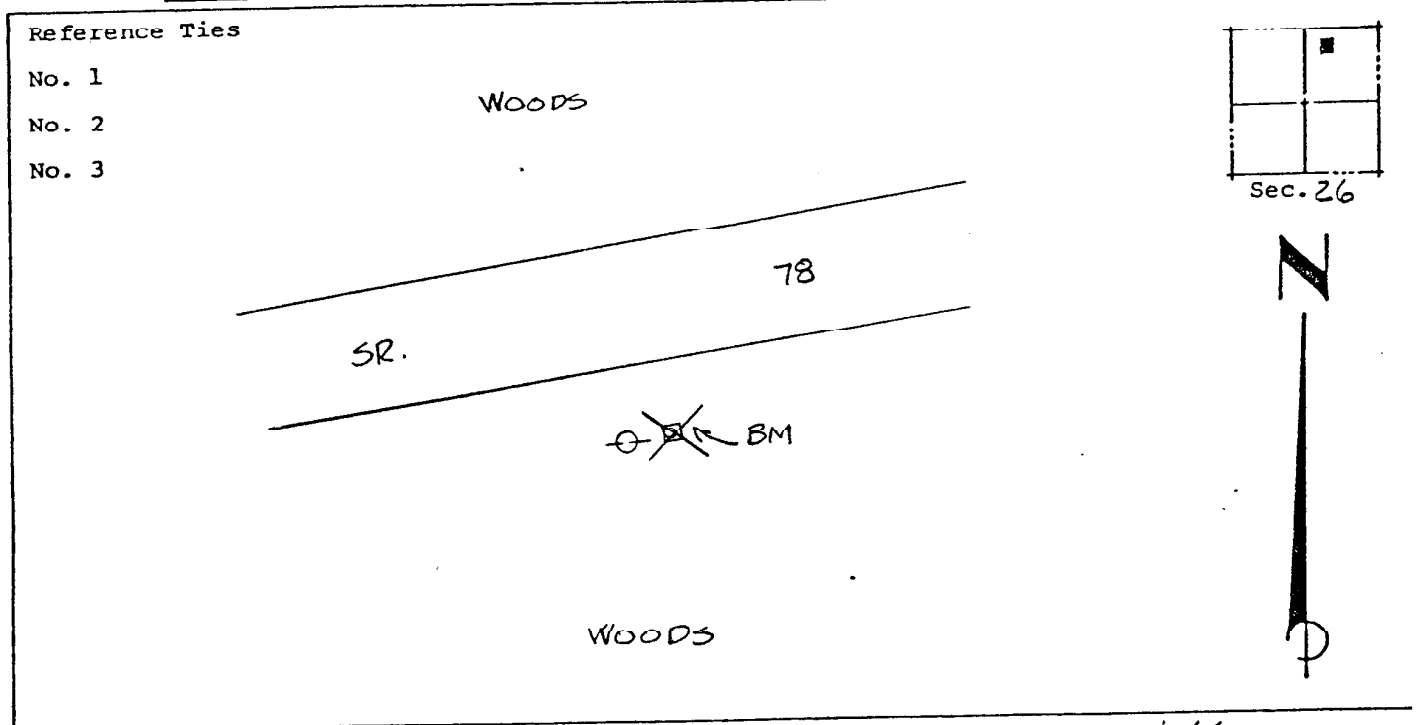 Reference Ties
No. 1
No. 2
No. 3
WOODS
Sec. 26
N
78
SR.
BM
WOODS